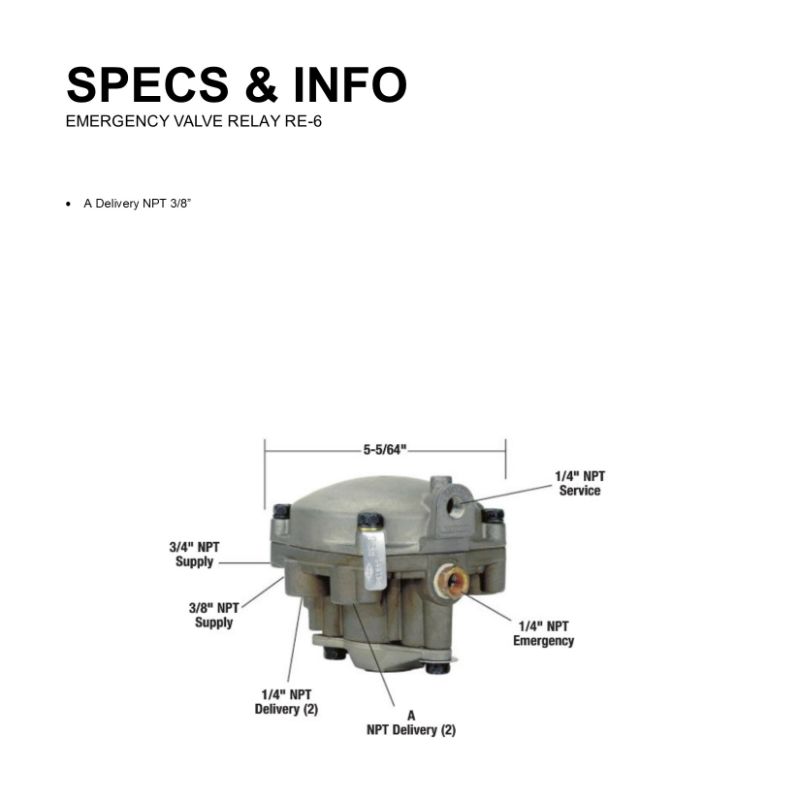 SPECS & INFO
EMERGENCY VALVE RELAY RE-6
• A Delivery NPT 3/8”
5-5/64"
1/4" NPT
Service
3/4" NPT
Supply
3/8" NPT
Supply
1/4" NPT
Emergency
1/4" NPT
Delivery (2)
A
NPT Delivery (2)